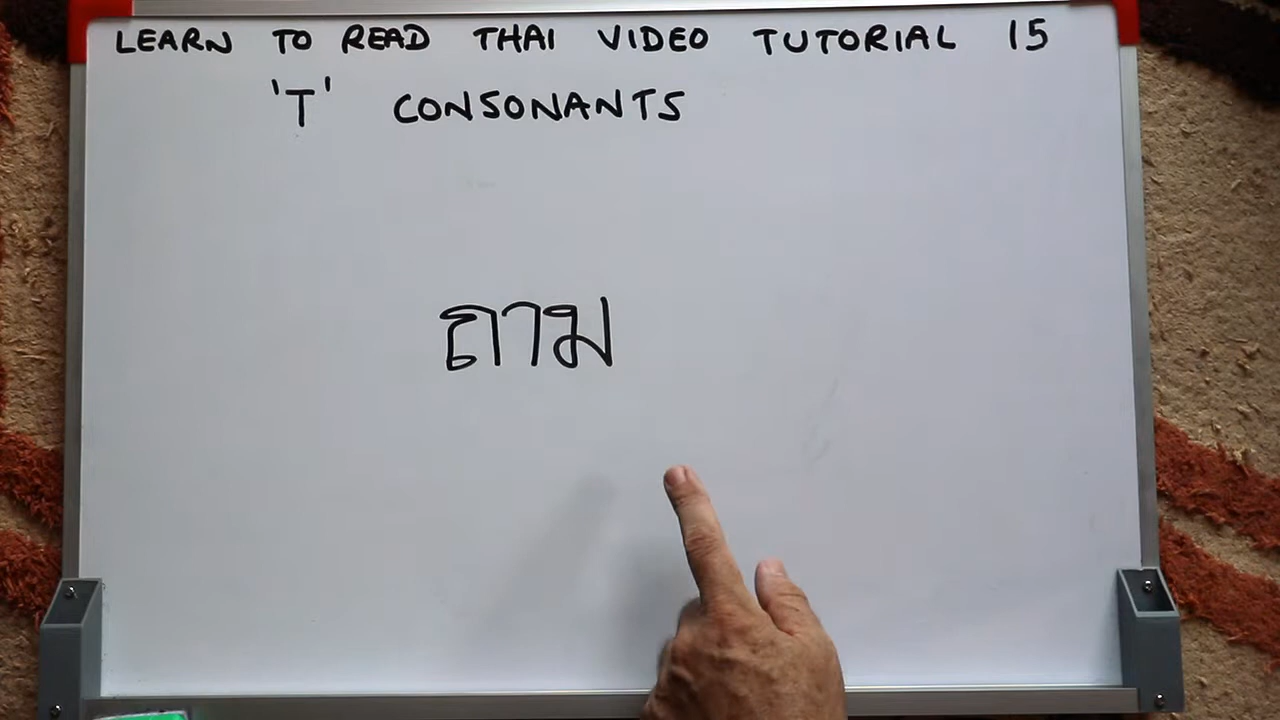 LEARN TO READ THAI VIDEO TUTORIAL 15
'T' CONSONANTS
ถาม